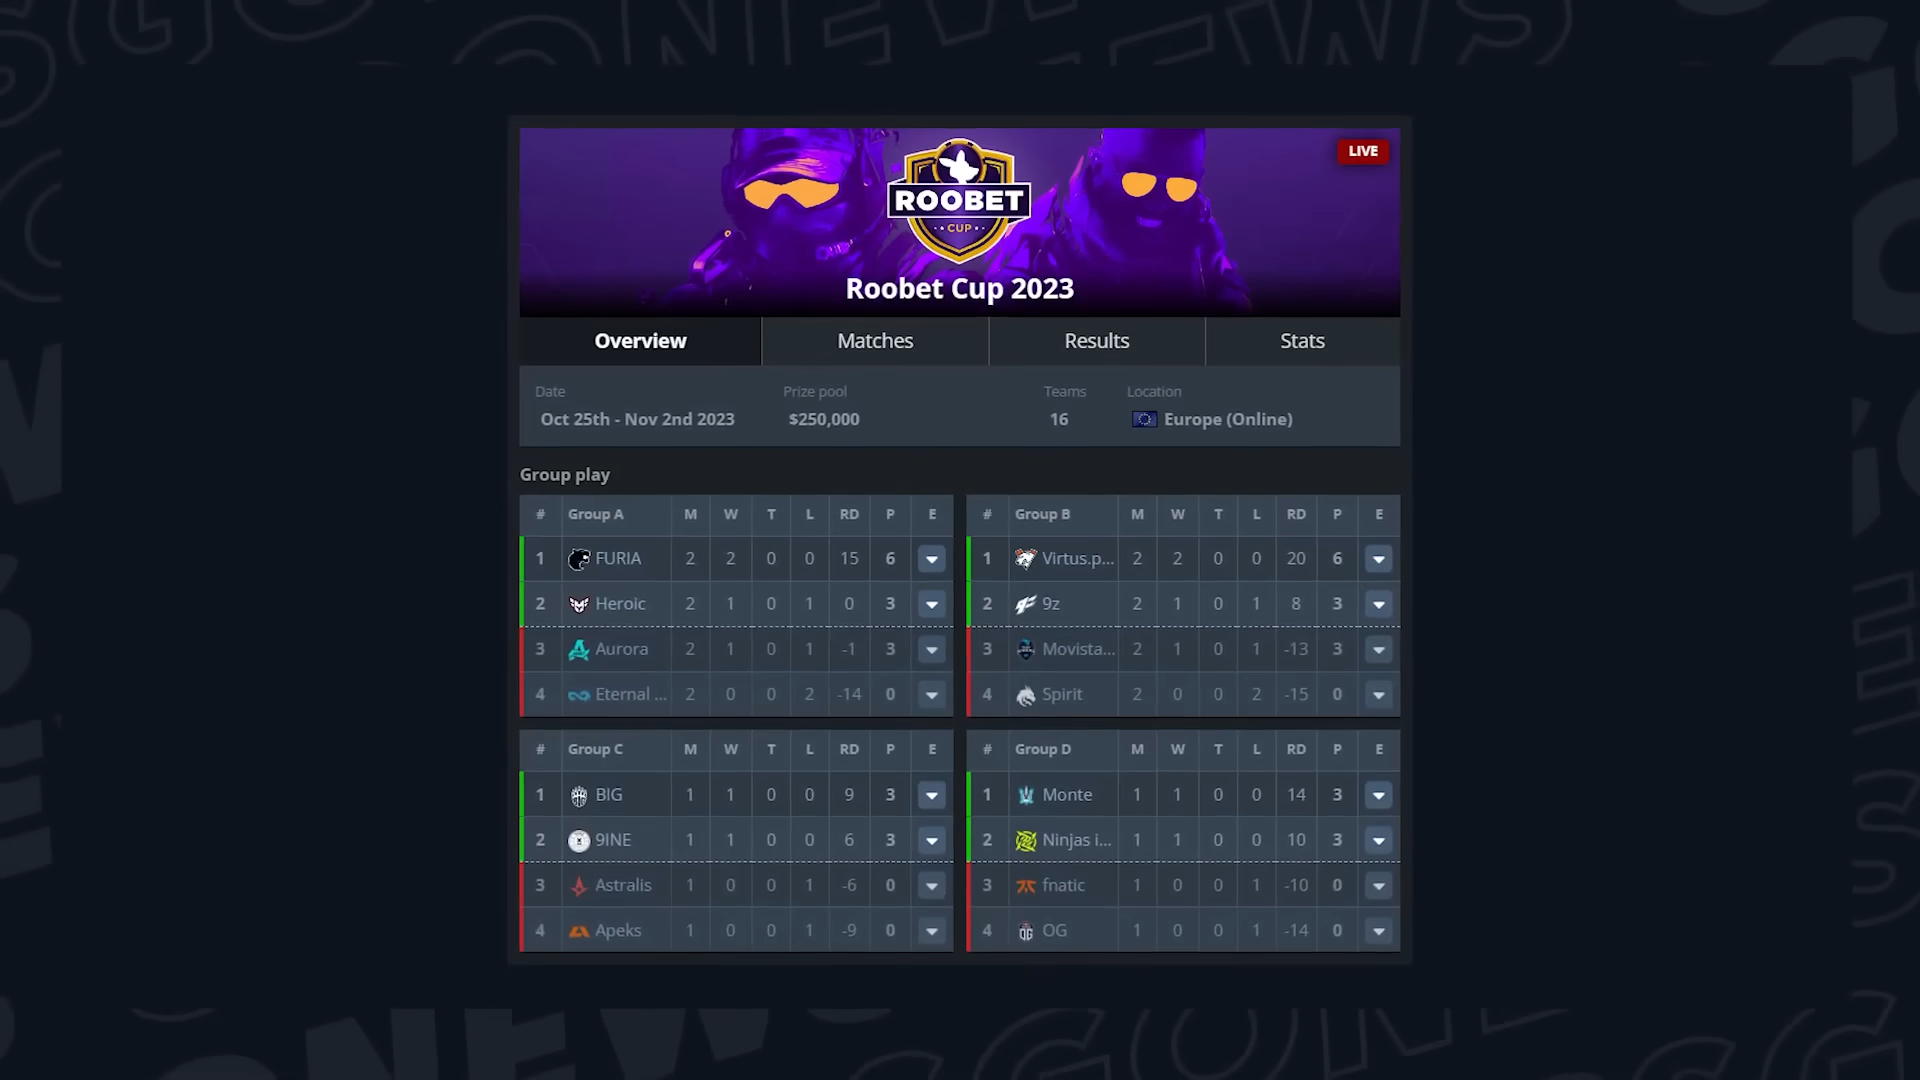 LIVE
ROOBET
CUP
Roobet Cup 2023
Overview Matches Results Stats
Date Prize pool Teams Location
Oct 25th - Nov 2nd 2023 $250,000 16 Europe (Online)
Group play
# Group A M W T L RD P E
1 FURIA 2 2 0 0 15 6
2 Heroic 2 1 0 1 0 3
3 Aurora 2 1 0 1 -1 3
4 Eternal ... 2 0 0 2 -14 0
# Group B M W T L RD P E
1 Virtus.p... 2 2 0 0 20 6
2 9z 2 1 0 1 8 3
3 Movista... 2 1 0 1 -13 3
4 Spirit 2 0 0 2 -15 0
# Group C M W T L RD P E
1 BIG 1 1 0 0 9 3
2 9INE 1 1 0 0 6 3
3 Astralis 1 0 0 1 -6 0
4 Apeks 1 0 0 1 -9 0
# Group D M W T L RD P E
1 Monte 1 1 0 0 14 3
2 Ninjas i... 1 1 0 0 10 3
3 fnatic 1 0 0 1 -10 0
4 OG 1 0 0 1 -14 0